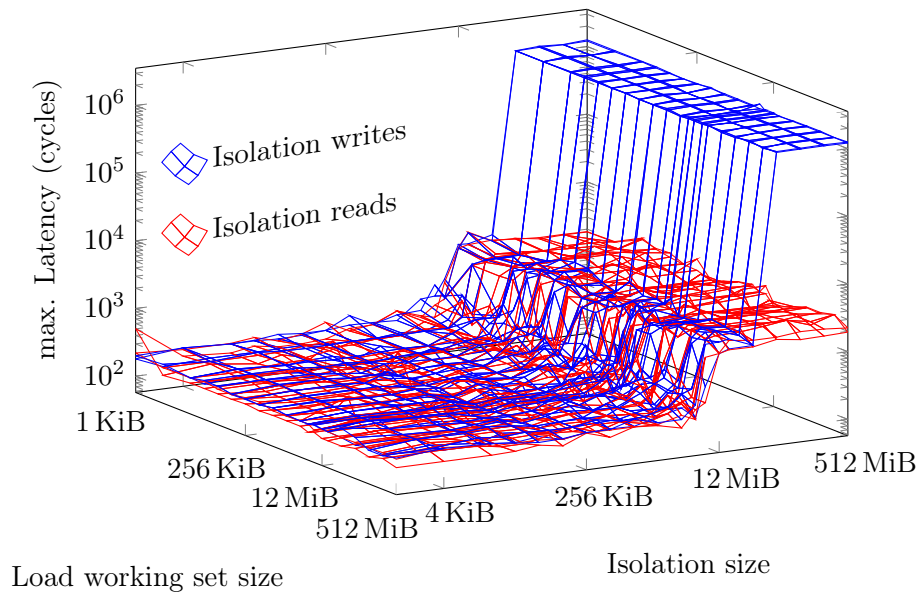 max. Latency (cycles)
10^6
10^5
10^4
10^3
10^2
Isolation writes
Isolation reads
1 KiB
256 KiB
12 MiB
512 MiB
4 KiB
256 KiB
12 MiB
512 MiB
Load working set size
Isolation size